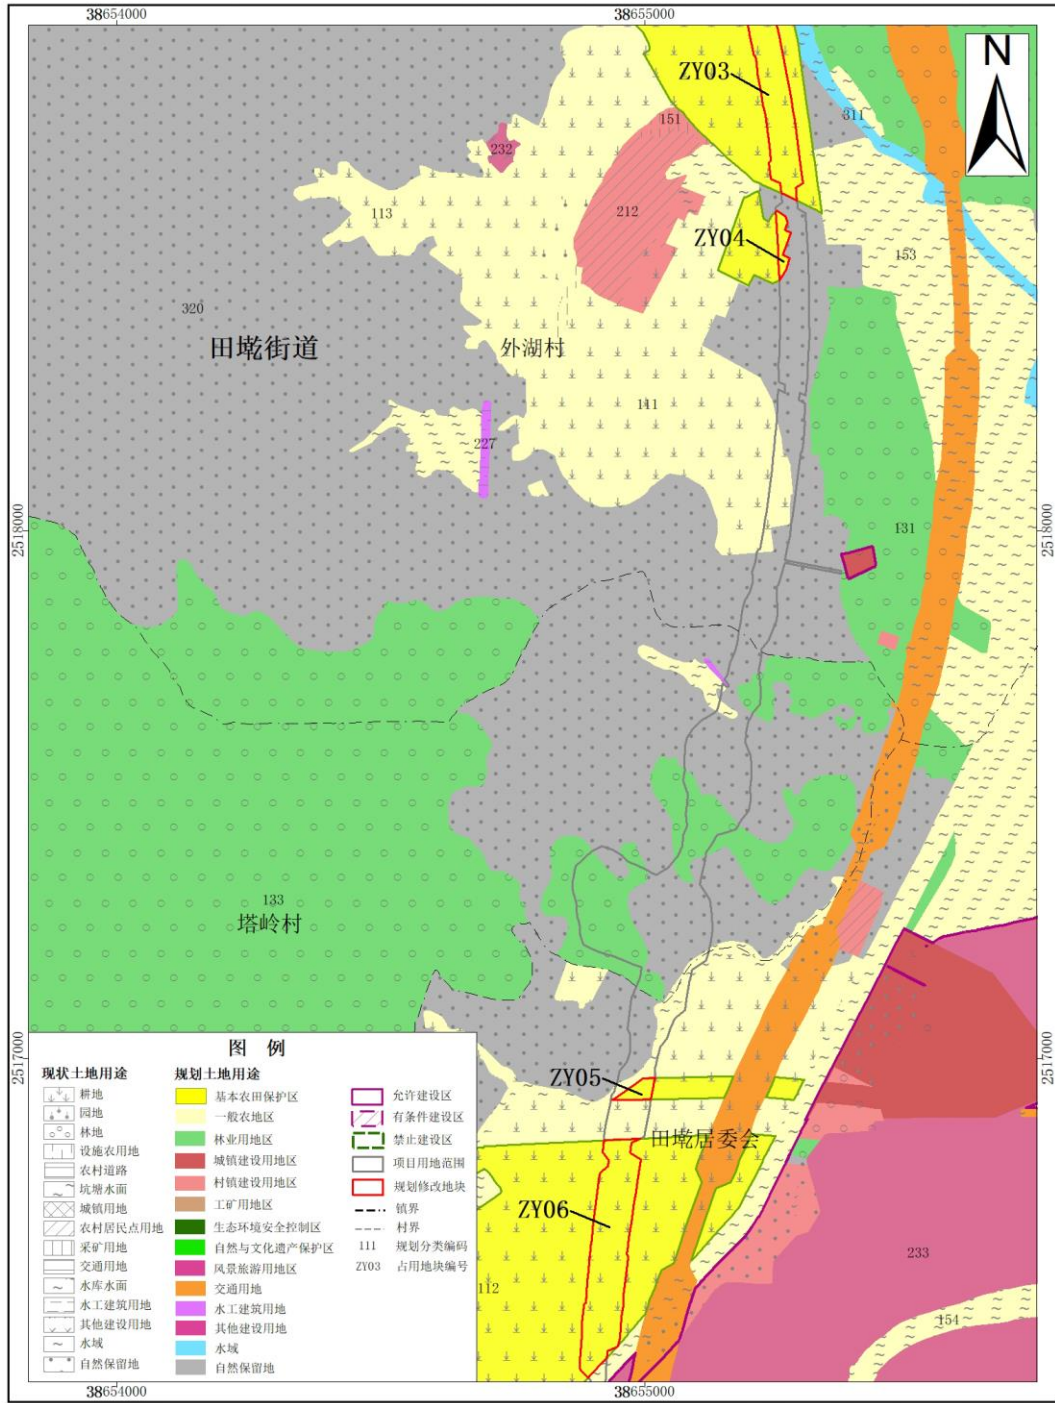 38654000
38655000
N
ZY03
151
311
232
113
212
ZY04
153
320
田墘街道
外湖村
141
227
2518000
2518000
131
133
塔岭村
2517000
2517000
图 例
现状土地用途
耕地
园地
林地
设施农用地
农村道路
坑塘水面
城镇用地
农村居民点用地
采矿用地
交通用地
水库水面
水工建筑用地
其他建设用地
水域
自然保留地
规划土地用途
基本农田保护区
一般农地区
林业用地区
城镇建设用地区
村镇建设用地区
工矿用地区
生态环境安全控制区
自然与文化遗产保护区
风景旅游用地区
交通用地
水工建筑用地
其他建设用地
水域
自然保留地
允许建设区
有条件建设区
禁止建设区
项目用地范围
规划修改地块
镇界
村界
111 规划分类编码
ZY03 占用地块编号
ZY05
田墘居委会
ZY06
233
112
154
38654000
38655000